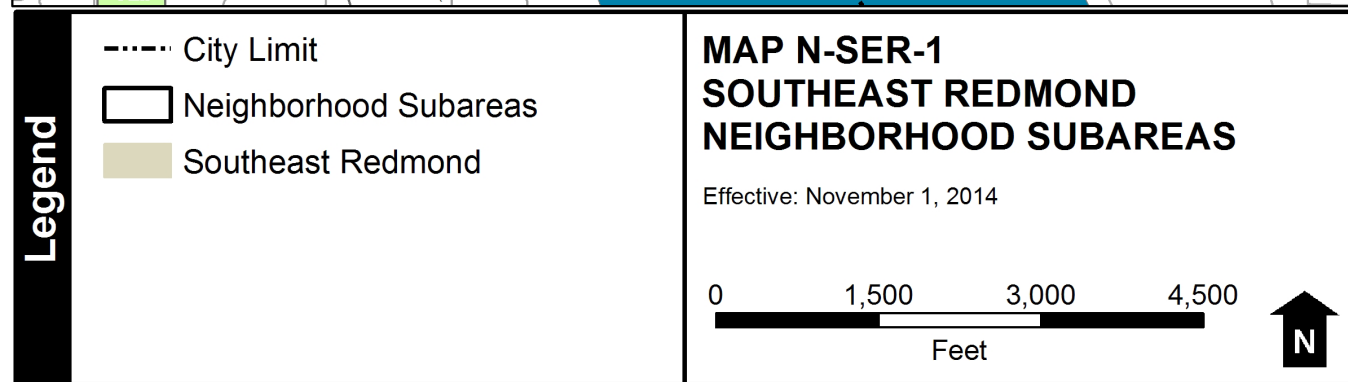 Legend
City Limit
Neighborhood Subareas
Southeast Redmond
MAP N-SER-1
SOUTHEAST REDMOND
NEIGHBORHOOD SUBAREAS
Effective: November 1, 2014
0 1,500 3,000 4,500
Feet
N